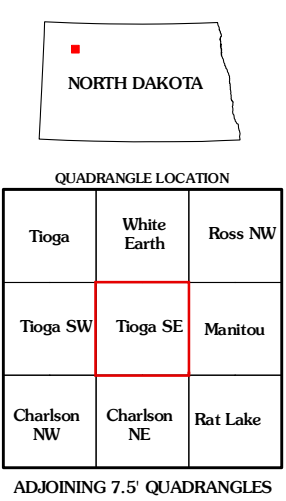 NORTH DAKOTA
QUADRANGLE LOCATION
Tioga
White
Earth
Ross NW
Tioga SW
Tioga SE
Manitou
Charlson
NW
Charlson
NE
Rat Lake
ADJOINING 7.5' QUADRANGLES